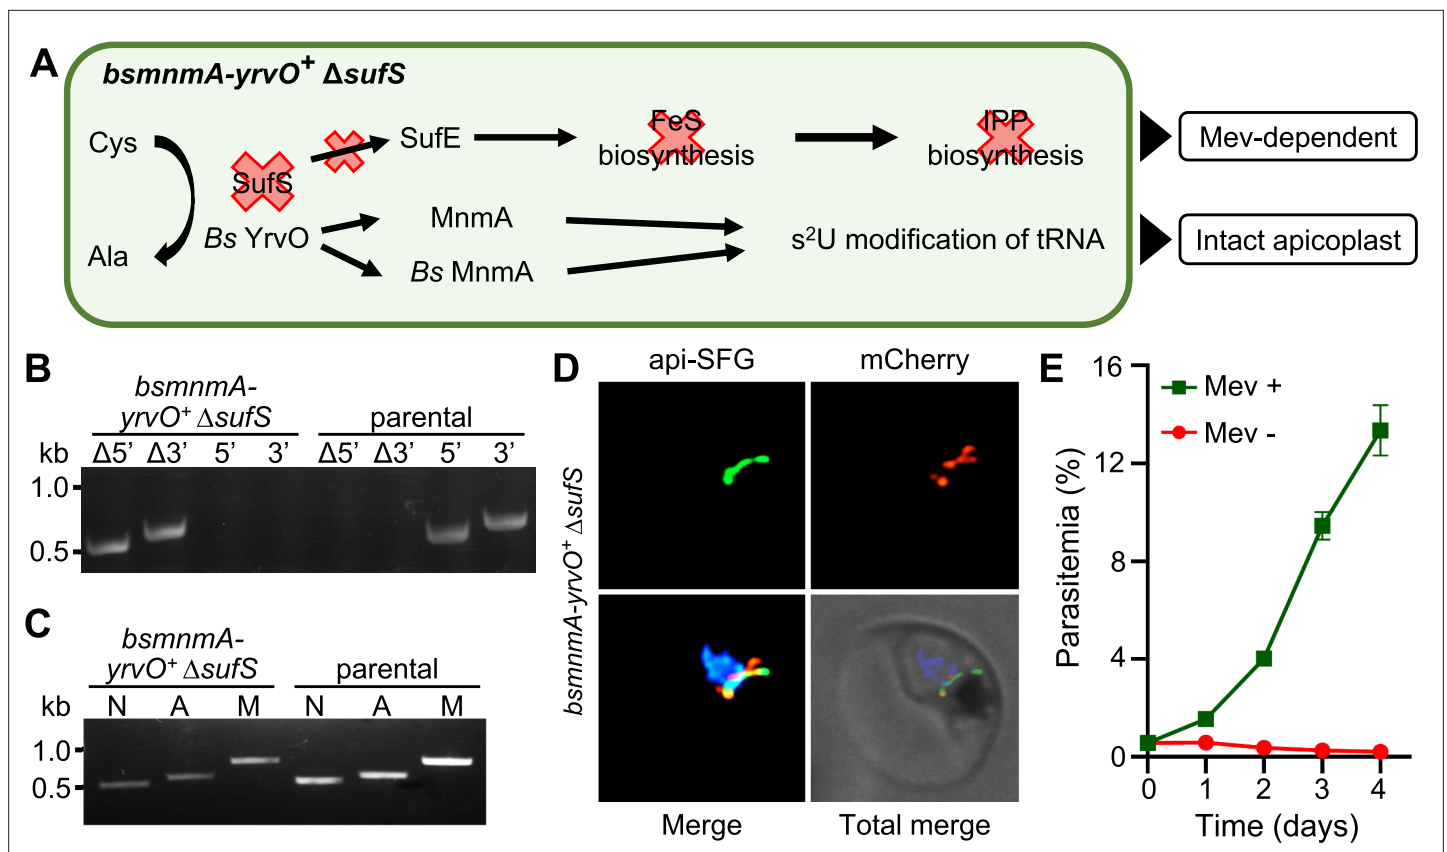 A
bsmnmA-yrvO⁺ ΔsufS
Cys
SufS
SufE
FeS
biosynthesis
IPP
biosynthesis
Mev-dependent
Ala
Bs YrvO
MnmA
Bs MnmA
s²U modification of tRNA
Intact apicoplast
B
bsmnmA-
yrvO⁺ ΔsufS
parental
kb
Δ5’ Δ3’ 5’ 3’ Δ5’ Δ3’ 5’ 3’
1.0
0.5
C
bsmnmA-
yrvO⁺ ΔsufS
parental
kb
N A M N A M
1.0
0.5
D
api-SFG
mCherry
bsmnmA-yrvO⁺ ΔsufS
Merge
Total merge
E
Mev +
Mev -
Parasitemia (%)
16
12
8
4
0
0 1 2 3 4
Time (days)